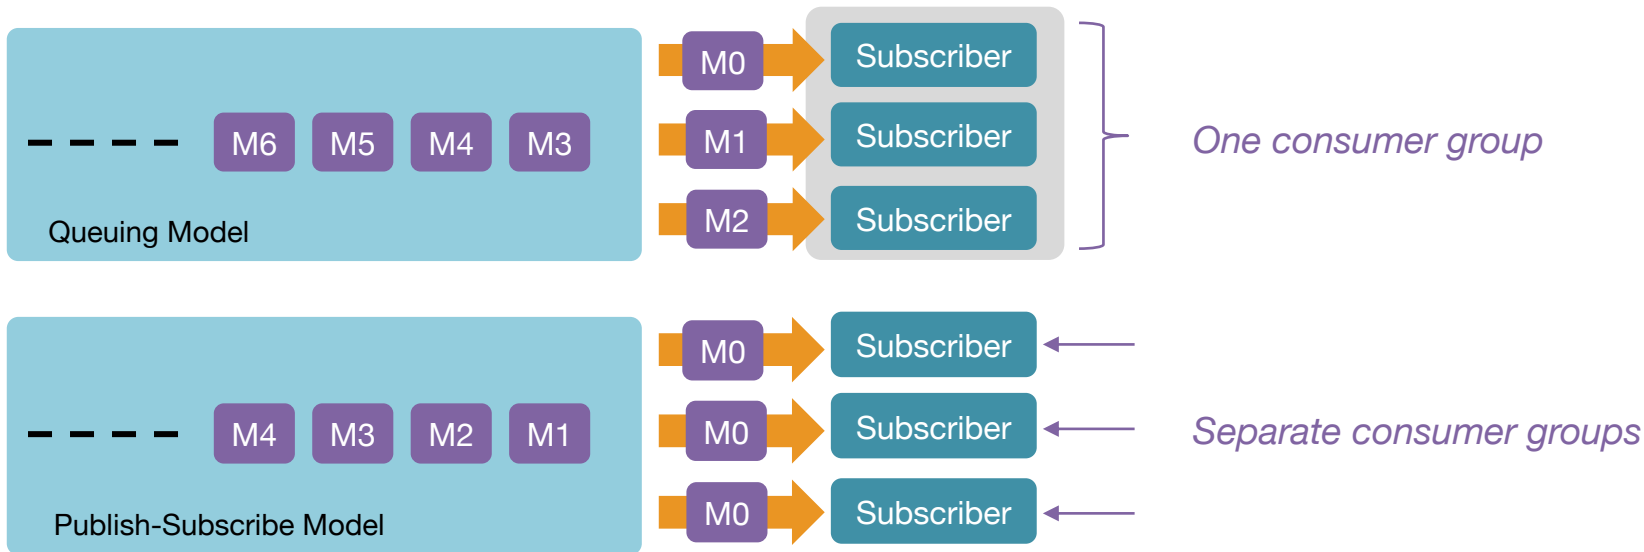 M0
Subscriber
M6 M5 M4 M3
M1
Subscriber
One consumer group
M2
Subscriber
Queuing Model
M0
Subscriber
M4 M3 M2 M1
M0
Subscriber
Separate consumer groups
M0
Subscriber
Publish-Subscribe Model